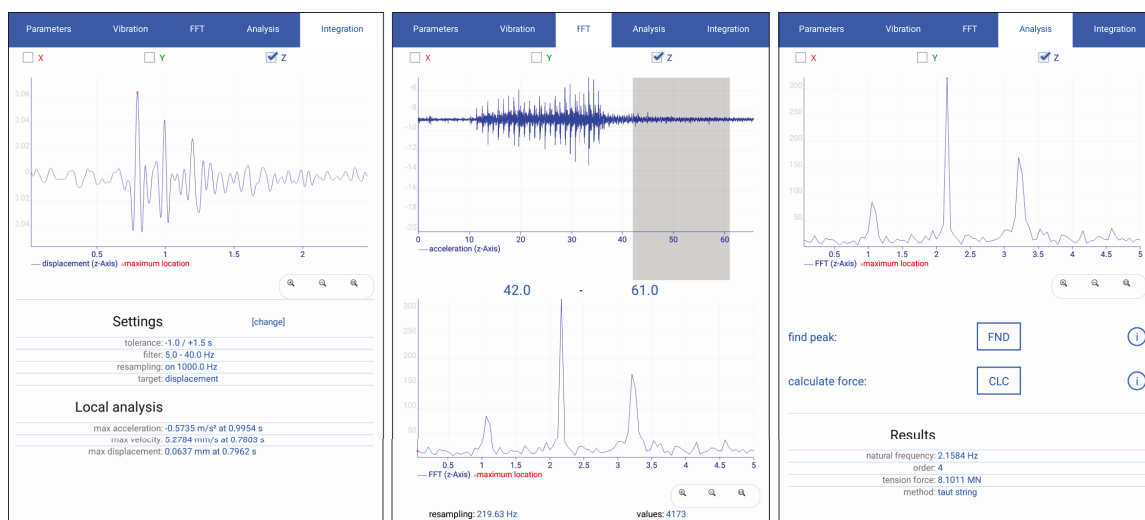 Parameters Vibration FFT Analysis Integration
X Y Z
0.06
0.04
0.02
0
0.02
0.04
0.5 1 1.5 2
displacement (z-Axis) maximum location
Settings [change]
tolerance: -1.0 / +1.5 s
filter: 5.0 - 40.0 Hz
resampling: on 1000.0 Hz
target: displacement
Local analysis
max acceleration: -0.5735 m/s² at 0.9954 s
max velocity: 5.2784 mm/s at 0.7803 s
max displacement: 0.0637 mm at 0.7962 s
Parameters Vibration FFT Analysis Integration
X Y Z
-6
-8
-10
-12
-14
-16
-18
-20
0 10 20 30 40 50 60
acceleration (z-Axis)
42.0 - 61.0
300
250
200
150
100
50
0.5 1 1.5 2 2.5 3 3.5 4 4.5 5
FFT (Z-Axis) maximum location
resampling: 219.63 Hz values: 4173
Parameters Vibration FFT Analysis Integration
X Y Z
300
250
200
150
100
50
0.5 1 1.5 2 2.5 3 3.5 4 4.5 5
FFT (Z-Axis) maximum location
find peak: FND i
calculate force: CLC i
Results
natural frequency: 2.1584 Hz
order: 4
tension force: 8.1011 MN
method: taut string